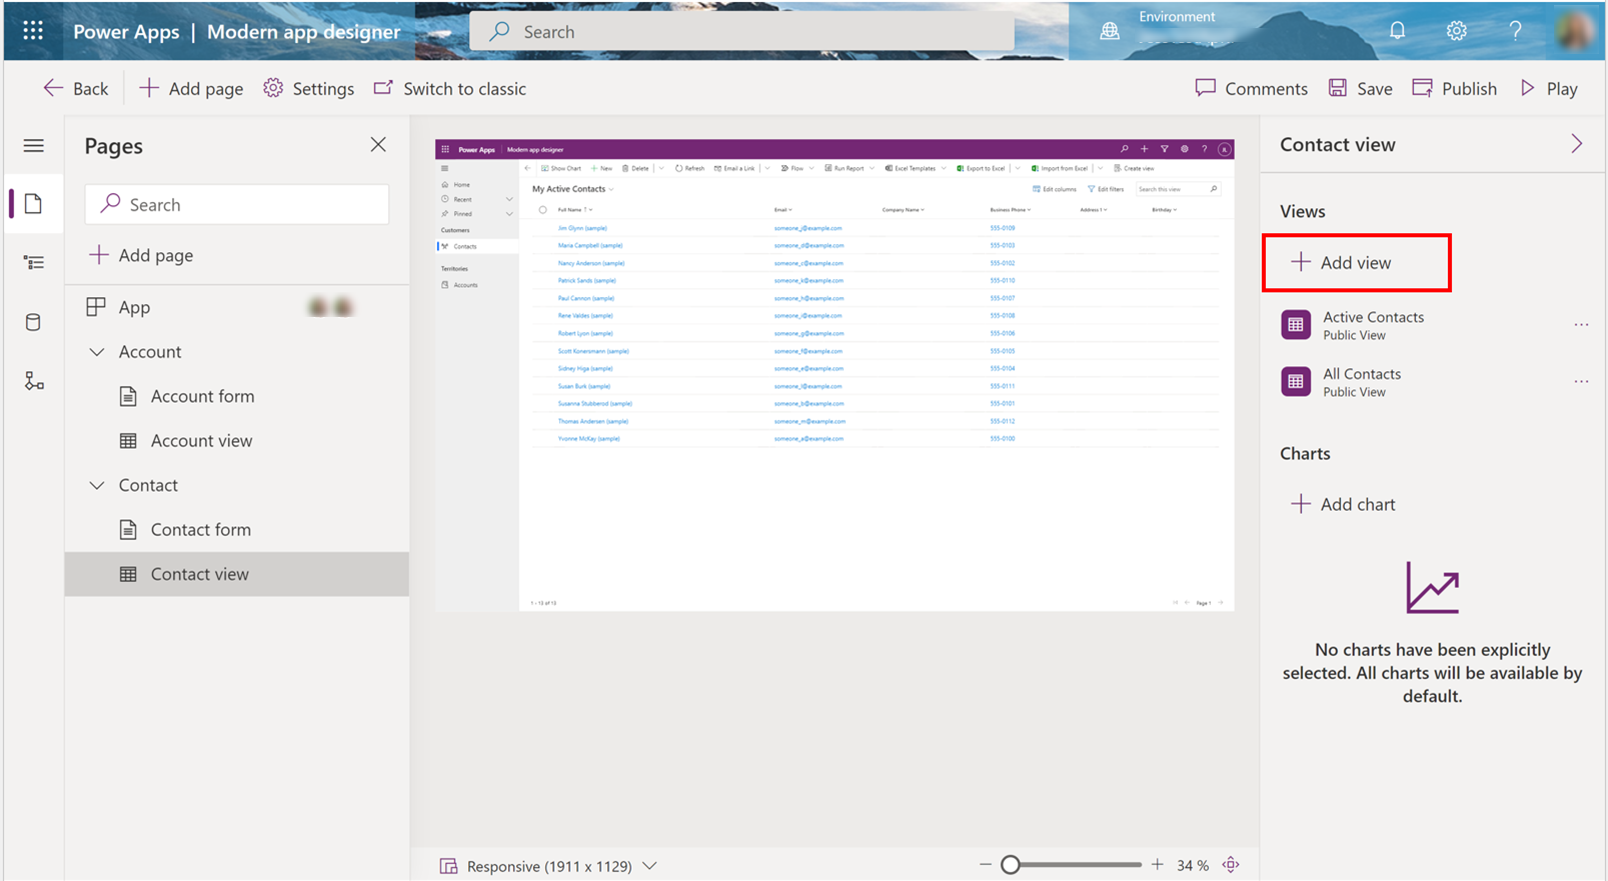 Power Apps | Modern app designer
Search
Environment
Back
Add page
Settings
Switch to classic
Comments
Save
Publish
Play
Pages
Search
Add page
App
Account
Account form
Account view
Contact
Contact form
Contact view
Power Apps Modern app designer
Show Chart
New
Delete
Refresh
Email a Link
Flow
Run Report
Excel Templates
Export to Excel
Import from Excel
Create view
Home
Recent
Pinned
Customers
Contacts
Territories
Accounts
My Active Contacts
Edit columns
Edit filters
Search this view
Full Name
Email
Company Name
Business Phone
Address 1
Birthday
Jim Glynn (sample) someone_j@example.com 555-0109
Maria Campbell (sample) someone_d@example.com 555-0103
Nancy Anderson (sample) someone_c@example.com 555-0102
Patrick Sands (sample) someone_k@example.com 555-0110
Paul Cannon (sample) someone_h@example.com 555-0107
Rene Valdes (sample) someone_i@example.com 555-0108
Robert Lyon (sample) someone_g@example.com 555-0106
Scott Konersmann (sample) someone_f@example.com 555-0105
Sidney Higa (sample) someone_e@example.com 555-0104
Susan Burk (sample) someone_l@example.com 555-0111
Susanna Stubberod (sample) someone_b@example.com 555-0101
Thomas Andersen (sample) someone_m@example.com 555-0112
Yvonne McKay (sample) someone_a@example.com 555-0100
1 - 13 of 13
Page 1
Responsive (1911 x 1129)
34 %
Contact view
Views
Add view
Active Contacts
Public View
All Contacts
Public View
Charts
Add chart
No charts have been explicitly
selected. All charts will be available by
default.